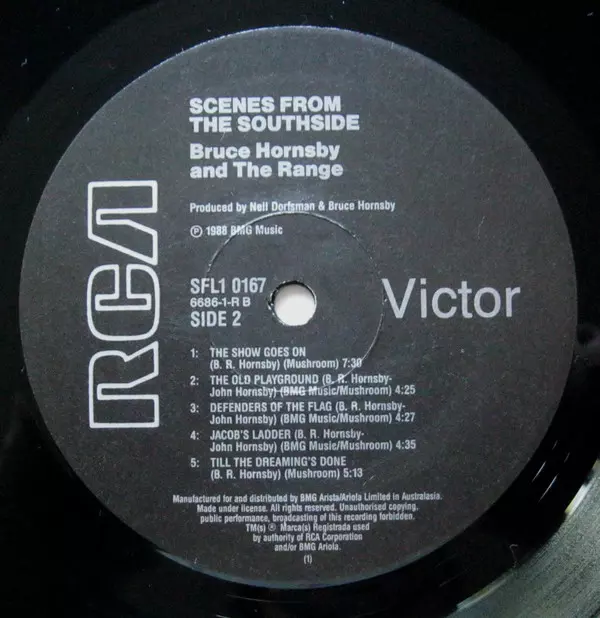 SCENES FROM
THE SOUTHSIDE
Bruce Hornsby
and The Range
Produced by Neil Dorfsman & Bruce Hornsby
Ⓟ 1988 BMG Music
RCA
SFL1 0167
6686-1-R B
SIDE 2
Victor
1: THE SHOW GOES ON
(B. R. Hornsby) (Mushroom) 7:30
2: THE OLD PLAYGROUND (B. R. Hornsby-
John Hornsby) (BMG Music/Mushroom) 4:25
3: DEFENDERS OF THE FLAG (B. R. Hornsby-
John Hornsby) (BMG Music/Mushroom) 4:27
4: JACOB'S LADDER (B. R. Hornsby-
John Hornsby) (BMG Music/Mushroom) 4:35
5: TILL THE DREAMING'S DONE
(B. R. Hornsby) (Mushroom) 5:13
Manufactured for and distributed by BMG Arista/Ariola Limited in Australasia.
Made under license. All rights reserved. Unauthorised copying,
public performance, broadcasting of this recording forbidden.
TM(s) ® Marca(s) Registrada used
by authority of RCA Corporation
and/or BMG Ariola.
(1)